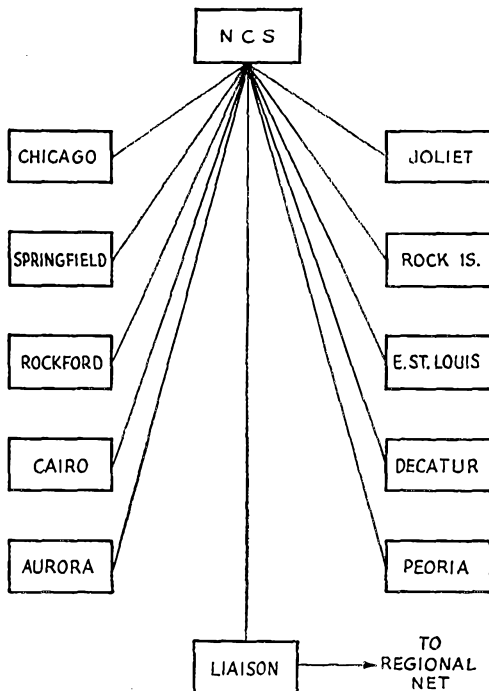 NCS
CHICAGO
JOLIET
SPRINGFIELD
ROCK IS.
ROCKFORD
E. ST. LOUIS
CAIRO
DECATUR
AURORA
PEORIA
LIAISON
TO
REGIONAL
NET